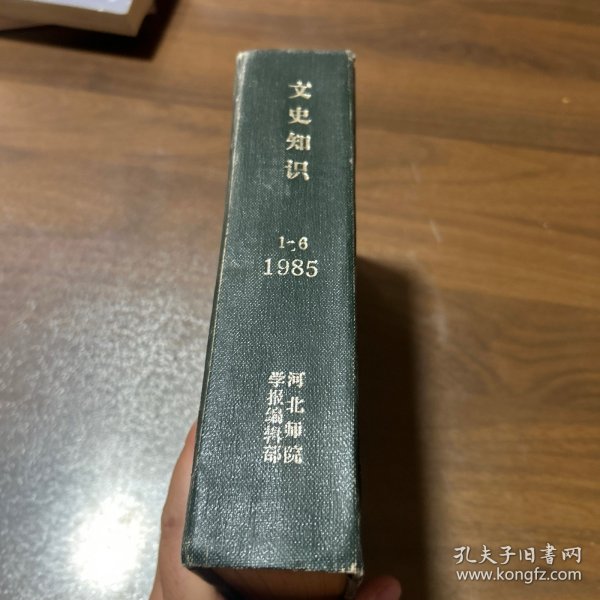 文史知识
1-6
1985
河北师院
学报编辑部
孔夫子旧书网
www.kongfz.com